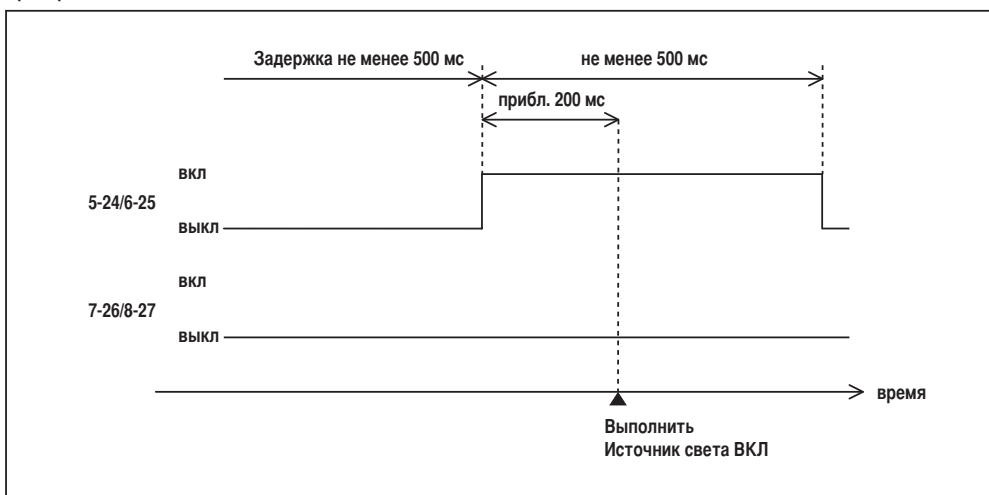 Задержка не менее 500 мс
не менее 500 мс
прибл. 200 мс
вкл
5-24/6-25
выкл
вкл
7-26/8-27
выкл
время
Выполнить
Источник света ВКЛ